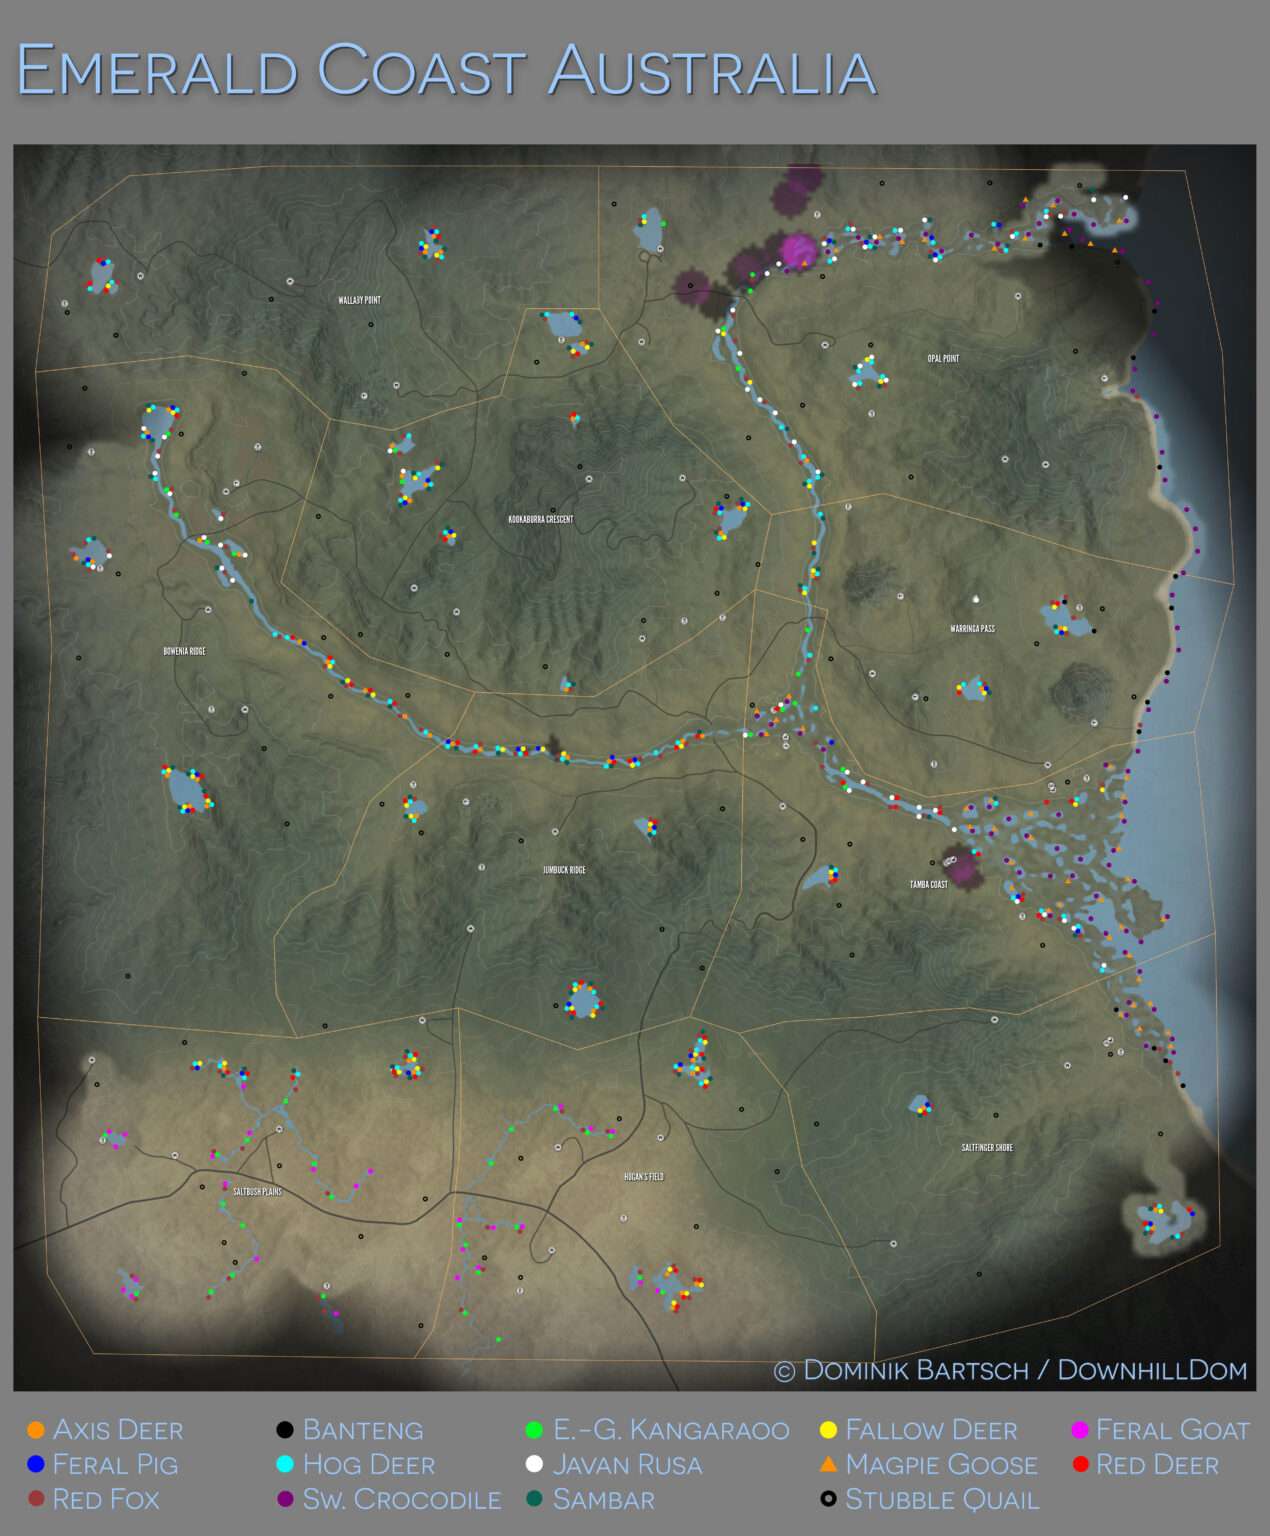 Emerald Coast Australia
Wallaby Point
Opal Point
Kookaburra Crescent
Warringa Pass
Bowenia Ridge
Jumbuck Ridge
Tamba Coast
Saltfinger Shore
Hogan's Field
Saltbush Plains
© Dominik Bartsch / DownhillDom
Axis Deer Banteng E.-G. Kangaraoo Fallow Deer Feral Goat
Feral Pig Hog Deer Javan Rusa Magpie Goose Red Deer
Red Fox Sw. Crocodile Sambar Stubble Quail